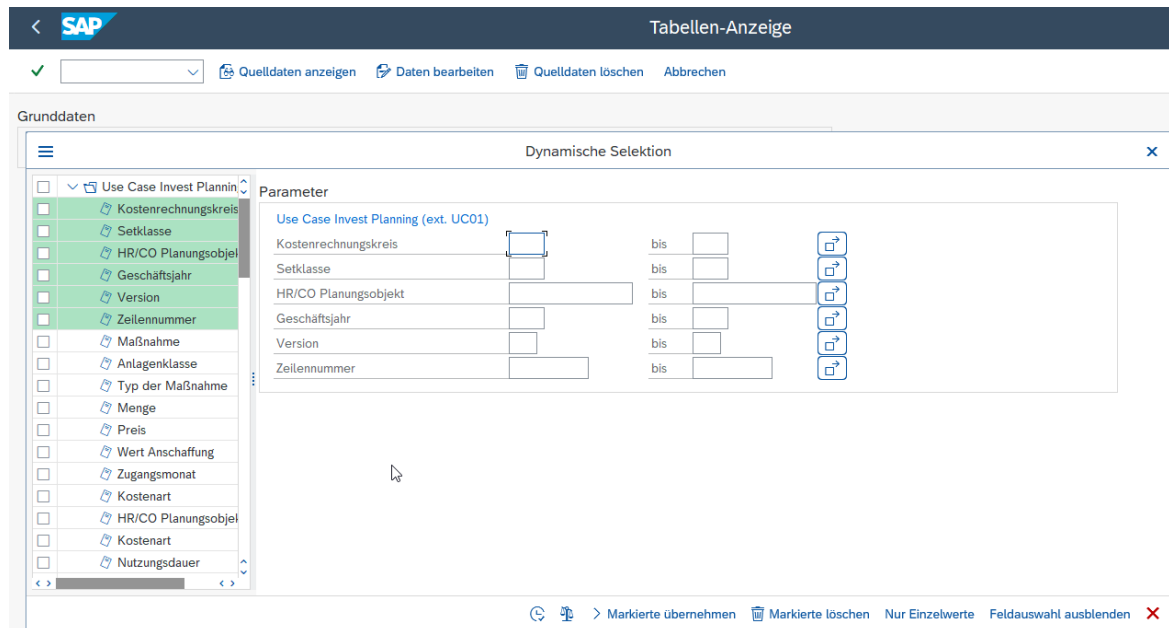 SAP
Tabellen-Anzeige
Quelldaten anzeigen Daten bearbeiten Quelldaten löschen Abbrechen
Grunddaten
Dynamische Selektion
Use Case Invest Plannin
Kostenrechnungskreis
Setklasse
HR/CO Planungsobjek
Geschäftsjahr
Version
Zeilennummer
Maßnahme
Anlagenklasse
Typ der Maßnahme
Menge
Preis
Wert Anschaffung
Zugangsmonat
Kostenart
HR/CO Planungsobjek
Kostenart
Nutzungsdauer
Parameter
Use Case Invest Planning (ext. UC01)
Kostenrechnungskreis bis
Setklasse bis
HR/CO Planungsobjekt bis
Geschäftsjahr bis
Version bis
Zeilennummer bis
Markierte übernehmen Markierte löschen Nur Einzelwerte Feldauswahl ausblenden